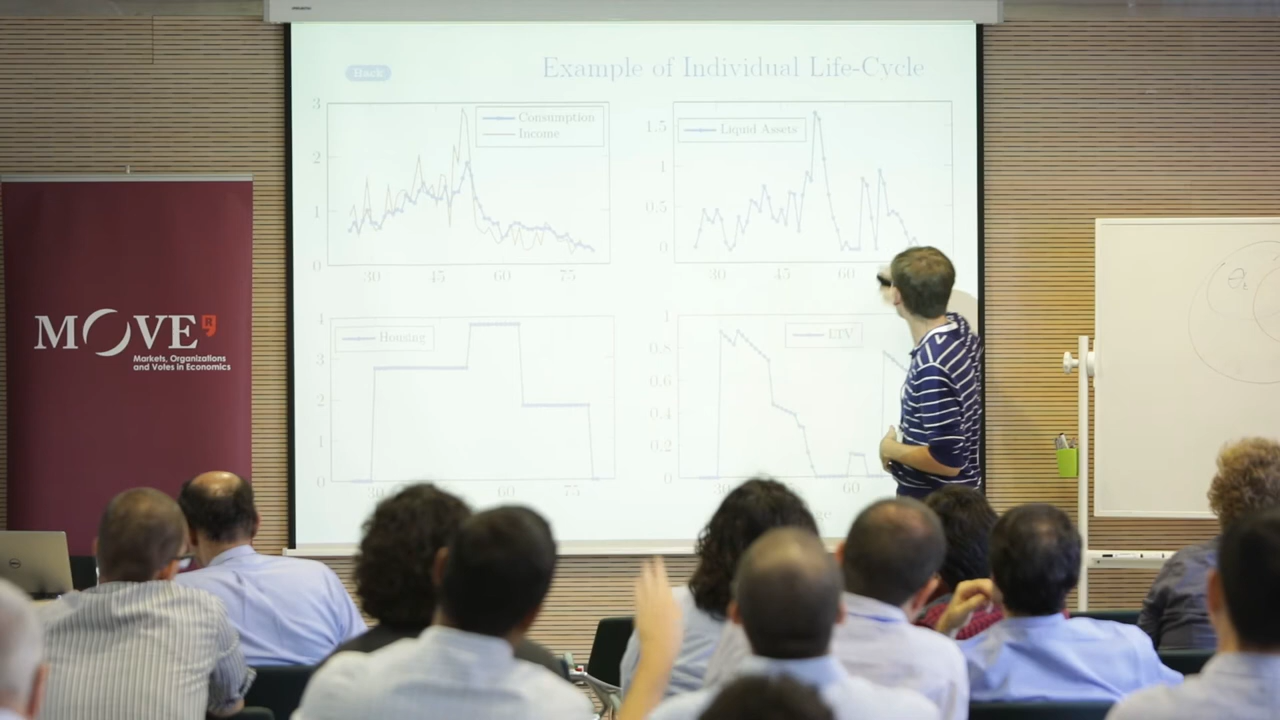 Back
Example of Individual Life-Cycle
3
2
1
0
Consumption
Income
30 45 60 75
1.5
1
0.5
0
Liquid Assets
30 45 60
4
3
2
1
0
Housing
30 60 75
1
0.8
0.6
0.4
0.2
0
LTV
60
MOVE
Markets, Organizations
and Votes in Economics